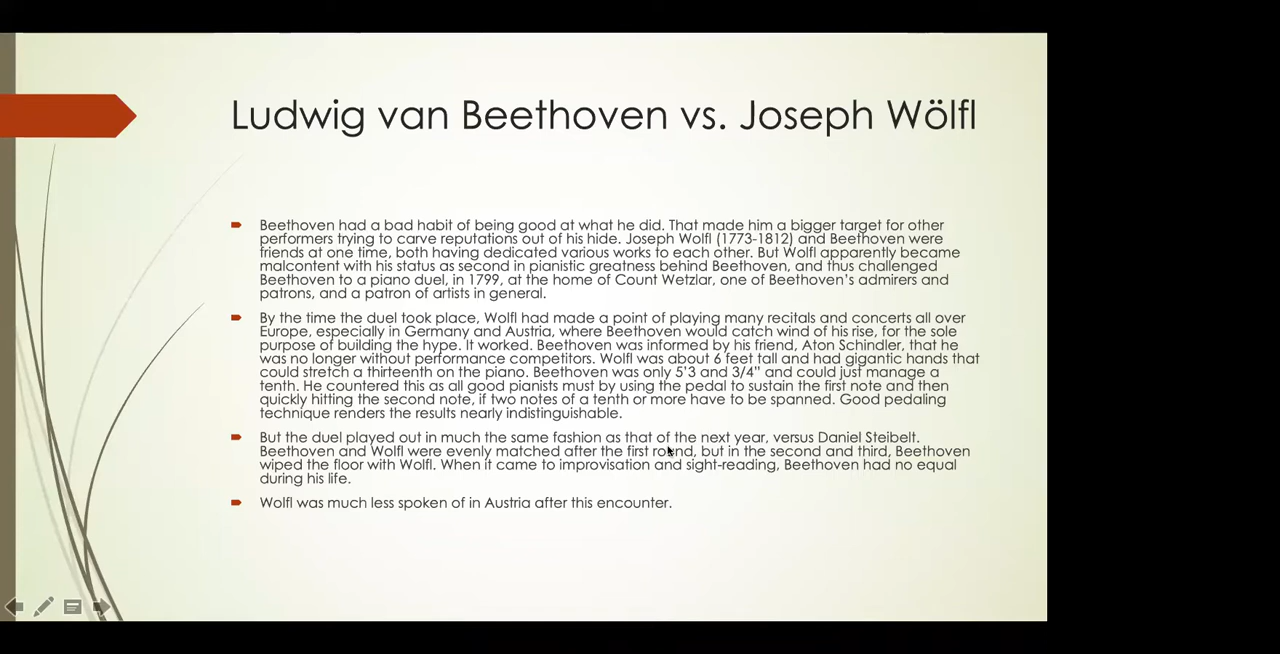 Ludwig van Beethoven vs. Joseph Wölfl
Beethoven had a bad habit of being good at what he did. That made him a bigger target for other
performers trying to carve reputations out of his hide. Joseph Wolfl (1773-1812) and Beethoven were
friends at one time, both having dedicated various works to each other. But Wolfl apparently became
malcontent with his status as second in pianistic greatness behind Beethoven, and thus challenged
Beethoven to a piano duel, in 1799, at the home of Count Wetzlar, one of Beethoven's admirers and
patrons, and a patron of artists in general.
By the time the duel took place, Wolfl had made a point of playing many recitals and concerts all over
Europe, especially in Germany and Austria, where Beethoven would catch wind of his rise, for the sole
purpose of building the hype. It worked. Beethoven was informed by his friend, Aton Schindler, that he
was no longer without performance competitors. Wolfl was about 6 feet tall and had gigantic hands that
could stretch a thirteenth on the piano. Beethoven was only 5'3 and 3/4" and could just manage a
tenth. He countered this as all good pianists must by using the pedal to sustain the first note and then
quickly hitting the second note, if two notes of a tenth or more have to be spanned. Good pedaling
technique renders the results nearly indistinguishable.
But the duel played out in much the same fashion as that of the next year, versus Daniel Steibelt.
Beethoven and Wolfl were evenly matched after the first round, but in the second and third, Beethoven
wiped the floor with Wolfl. When it came to improvisation and sight-reading, Beethoven had no equal
during his life.
Wolfl was much less spoken of in Austria after this encounter.